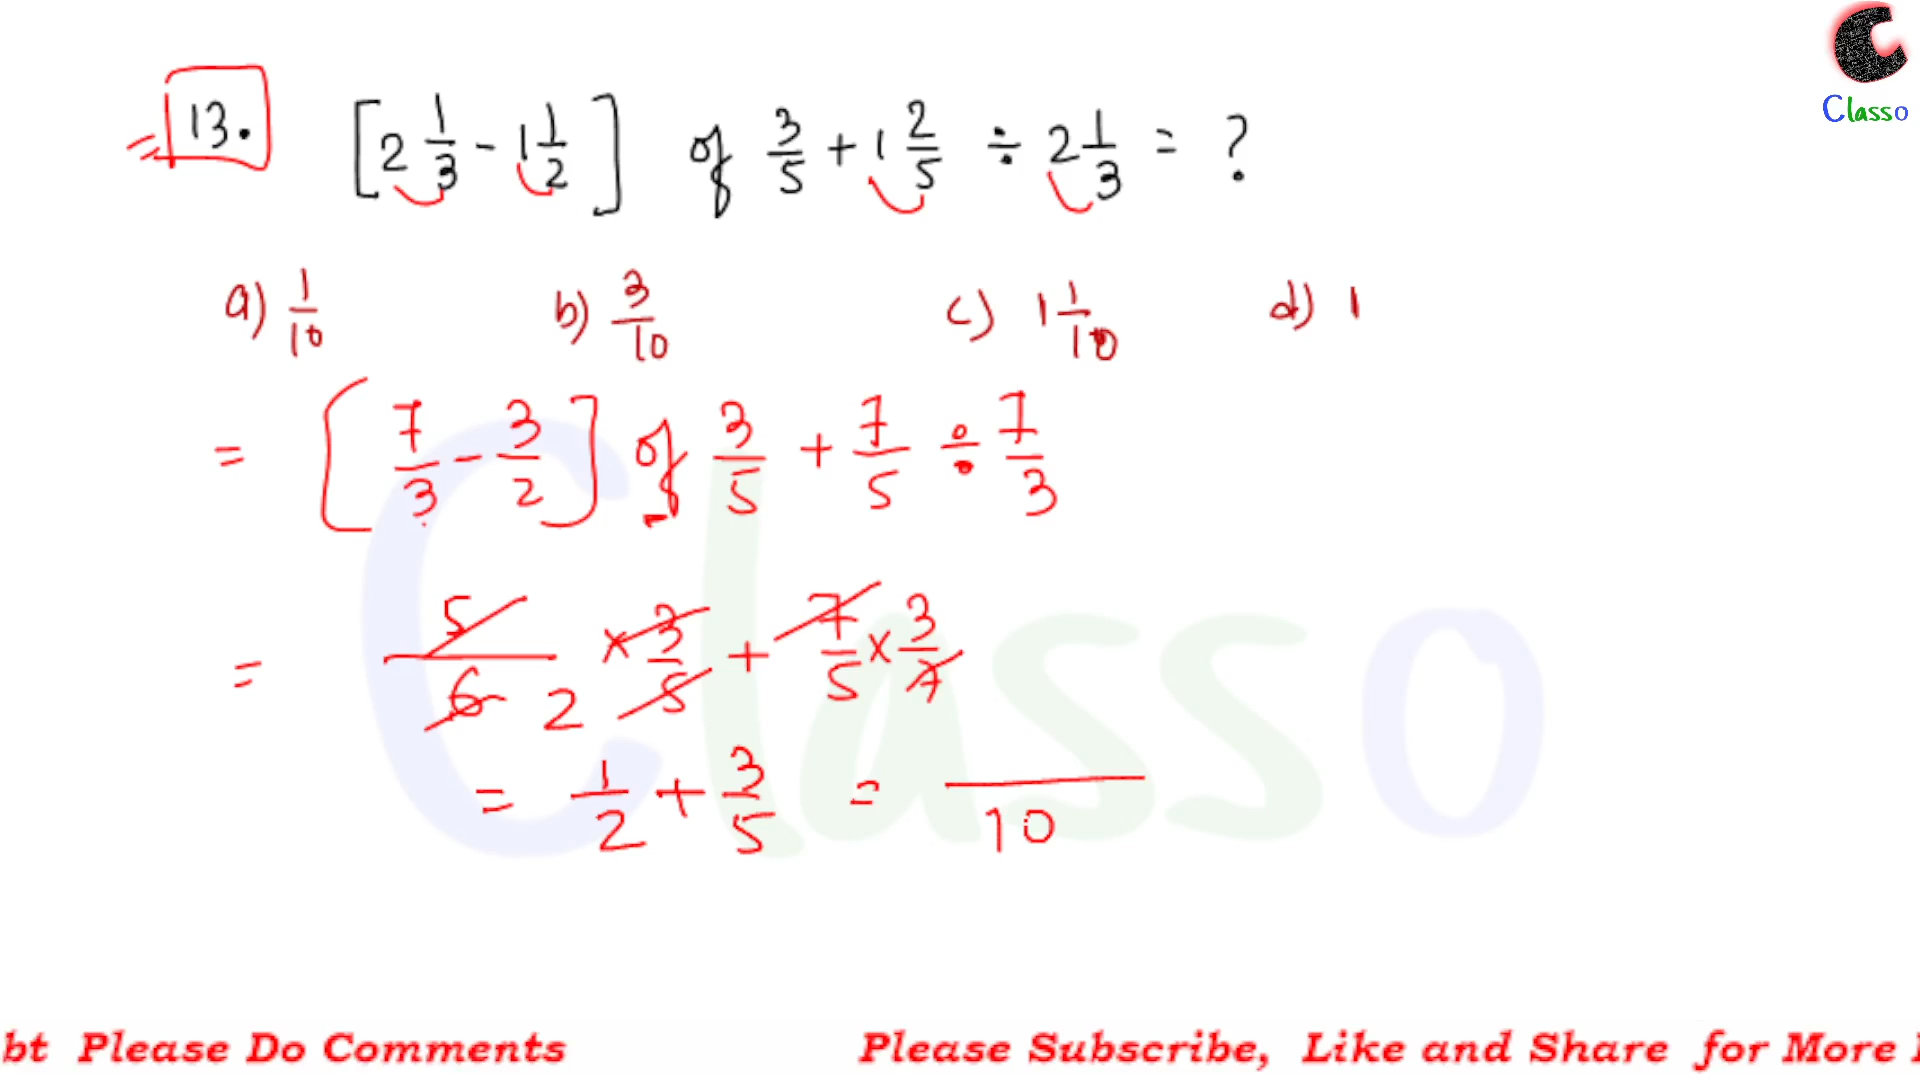 C
Classo
13. [2 1/3 - 1 1/2] of 3/5 + 1 2/5 ÷ 2 1/3 = ?
a) 1/10 b) 3/10 c) 1 1/10 d) 1
= [7/3 - 3/2] of 3/5 + 7/5 ÷ 7/3
= 5/6 2 × 3/5 + 7/5 × 3/7
= 1/2 + 3/5 = /10
Classo
bt Please Do Comments Please Subscribe, Like and Share for More